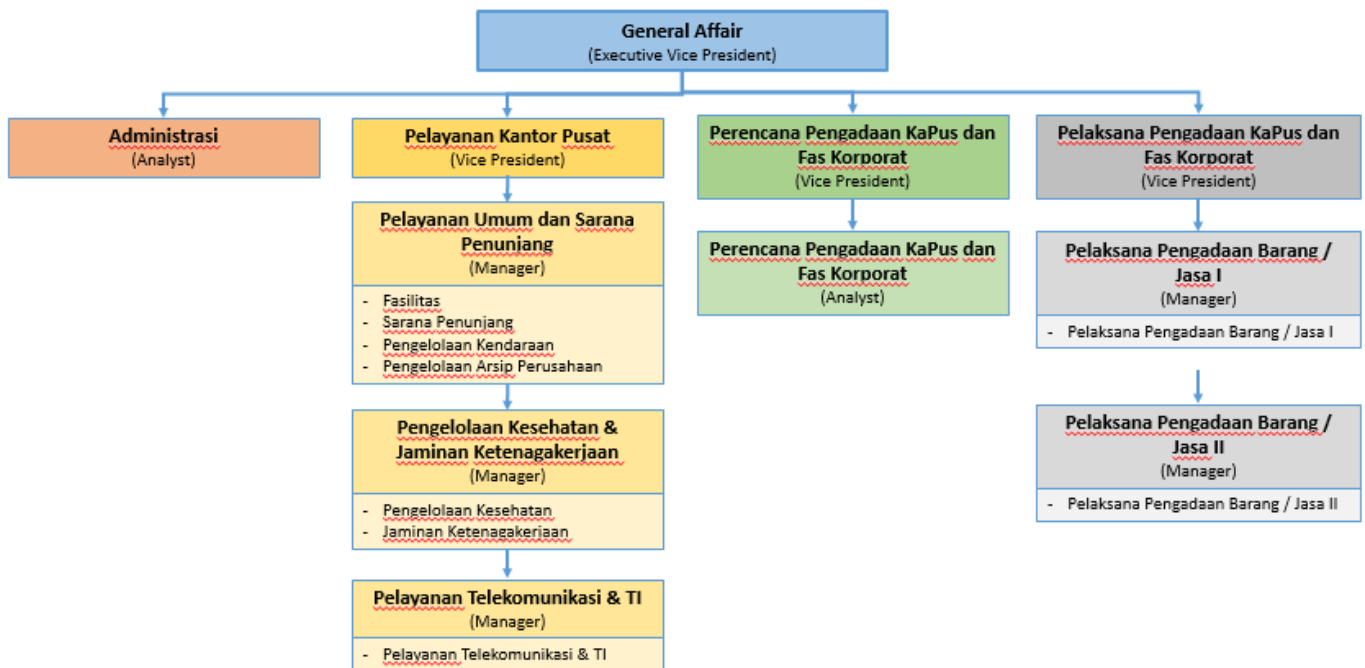 General Affair
(Executive Vice President)
Administrasi
(Analyst)
Pelayanan Kantor Pusat
(Vice President)
Pelayanan Umum dan Sarana
Penunjang
(Manager)
- Fasilitas
- Sarana Penunjang
- Pengelolaan Kendaraan
- Pengelolaan Arsip Perusahaan
Pengelolaan Kesehatan &
Jaminan Ketenagakerjaan
(Manager)
- Pengelolaan Kesehatan
- Jaminan Ketenagakerjaan
Pelayanan Telekomunikasi & TI
(Manager)
- Pelayanan Telekomunikasi & TI
Perencana Pengadaan KaPus dan
Fas Korporat
(Vice President)
Perencana Pengadaan KaPus dan
Fas Korporat
(Analyst)
Pelaksana Pengadaan KaPus dan
Fas Korporat
(Vice President)
Pelaksana Pengadaan Barang /
Jasa I
(Manager)
- Pelaksana Pengadaan Barang / Jasa I
Pelaksana Pengadaan Barang /
Jasa II
(Manager)
- Pelaksana Pengadaan Barang / Jasa II